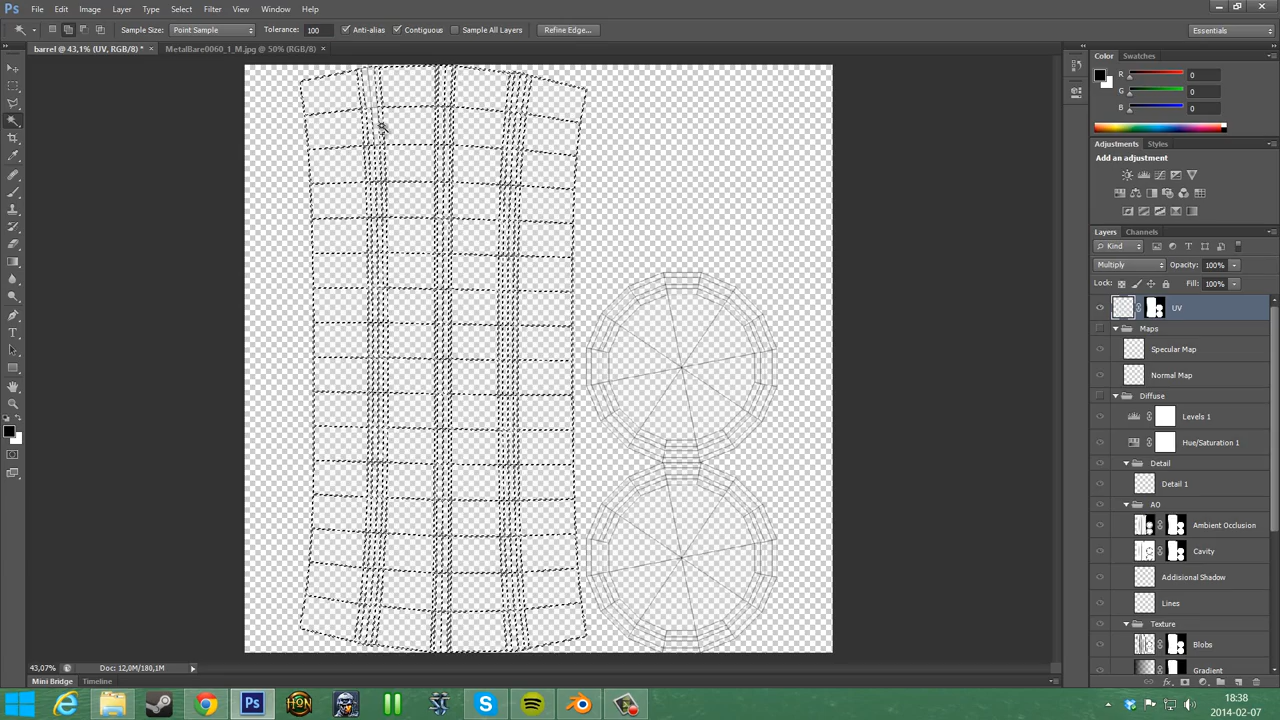 Ps File Edit Image Layer Type Select Filter View Window Help
Sample Size: Point Sample Tolerance: 100 Anti-alias Contiguous Sample All Layers Refine Edge... Essentials
barrel @ 43,1% (UV, RGB/8) * × MetalBare0060_1_M.jpg @ 50% (RGB/8) ×
Color Swatches
R 0
G 0
B 0
Adjustments Styles
Add an adjustment
Layers Channels
Kind
Multiply Opacity: 100%
Lock: Fill: 100%
UV
Maps
Specular Map
Normal Map
Diffuse
Levels 1
Hue/Saturation 1
Detail
Detail 1
AO
Ambient Occlusion
Cavity
Addisional Shadow
Lines
Texture
Blobs
Gradient
43,07% Doc: 12,0M/180,1M
Mini Bridge Timeline
Ps HON
18:38
2014-02-07